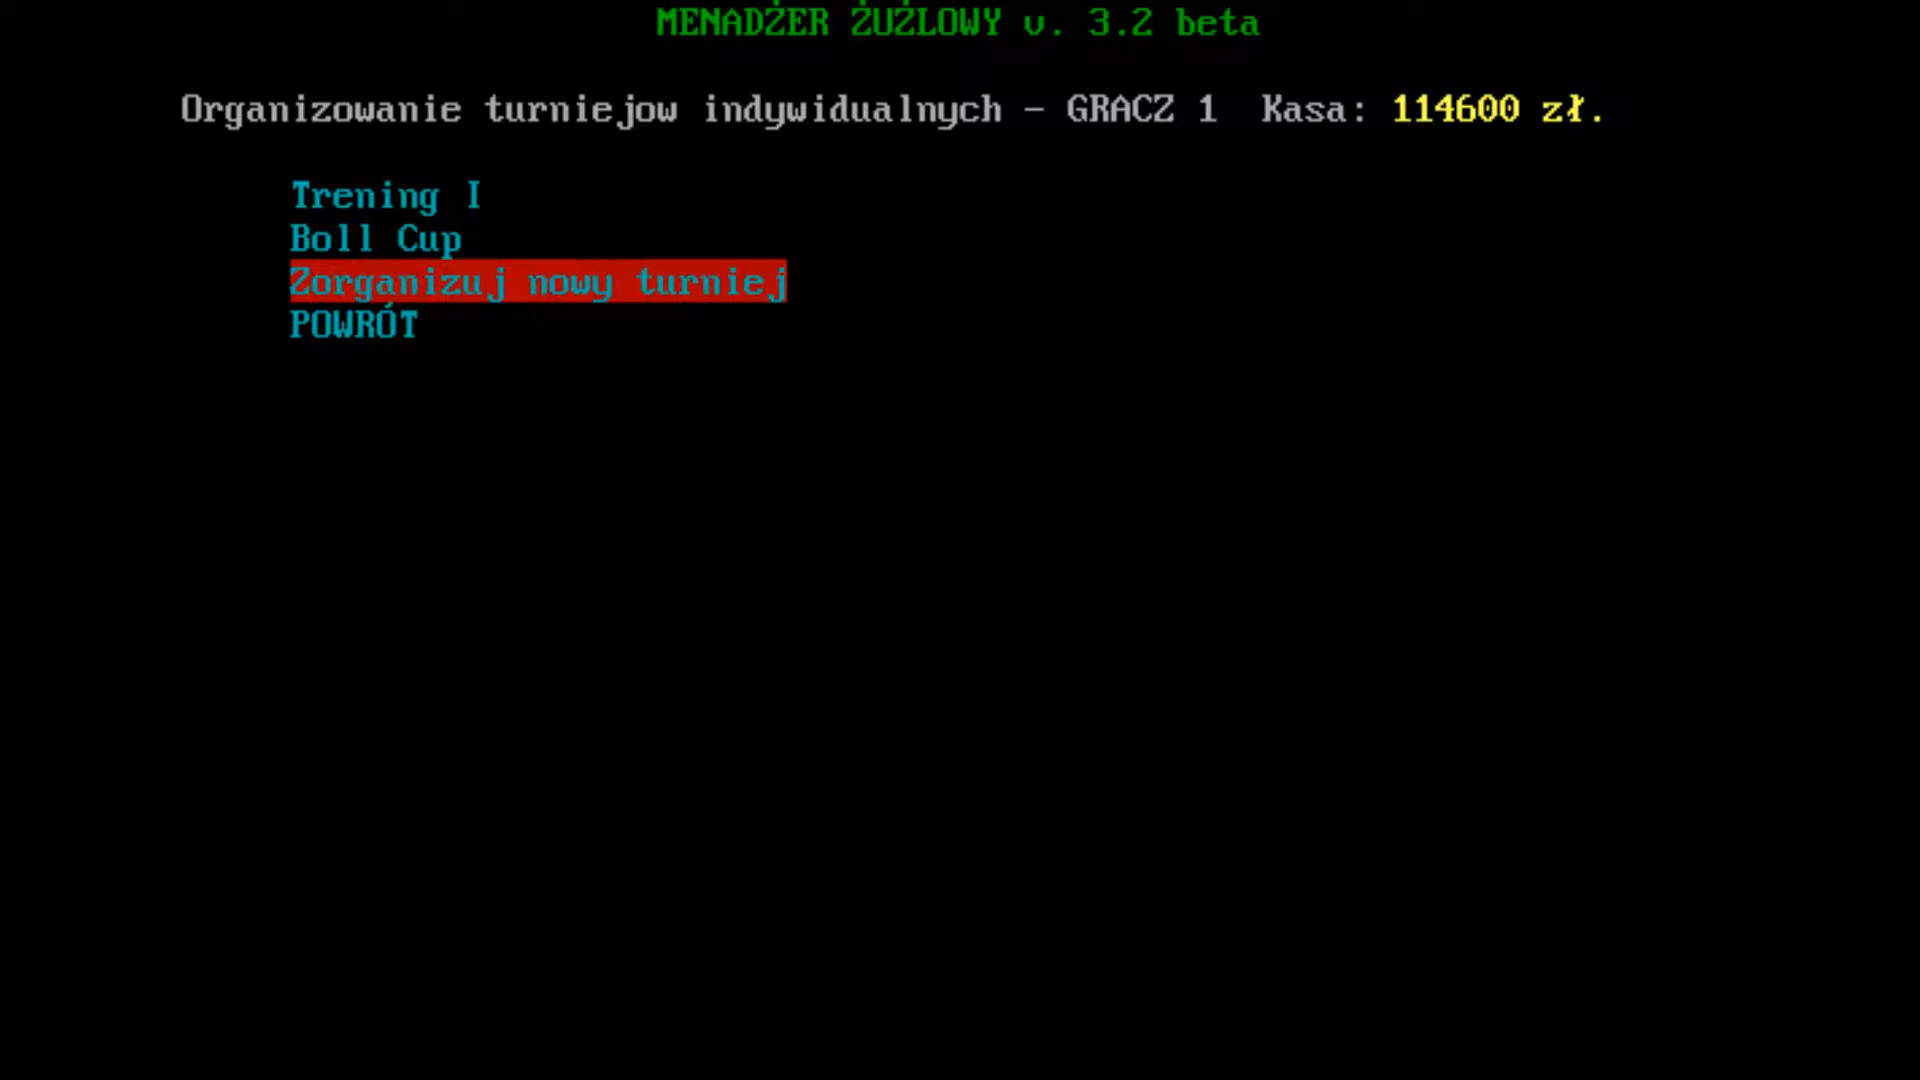 MENADŻER ŻUŻLOWY v. 3.2 beta
Organizowanie turniejow indywidualnych - GRACZ 1 Kasa: 114600 zł.
Trening I
Boll Cup
Zorganizuj nowy turniej
POWRÓT